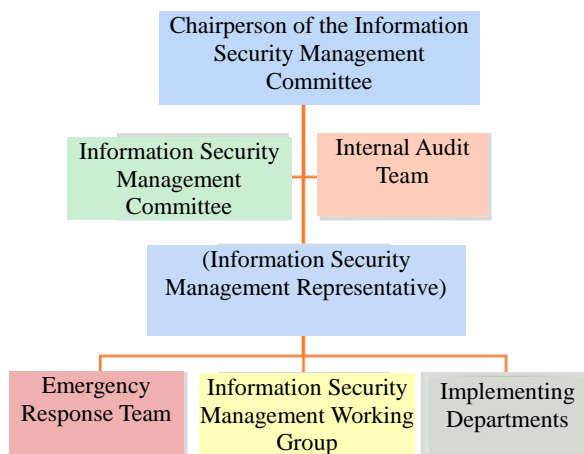 Chairperson of the Information
Security Management
Committee
Information Security
Management
Committee
Internal Audit
Team
(Information Security
Management Representative)
Emergency
Response Team
Information Security
Management Working
Group
Implementing
Departments